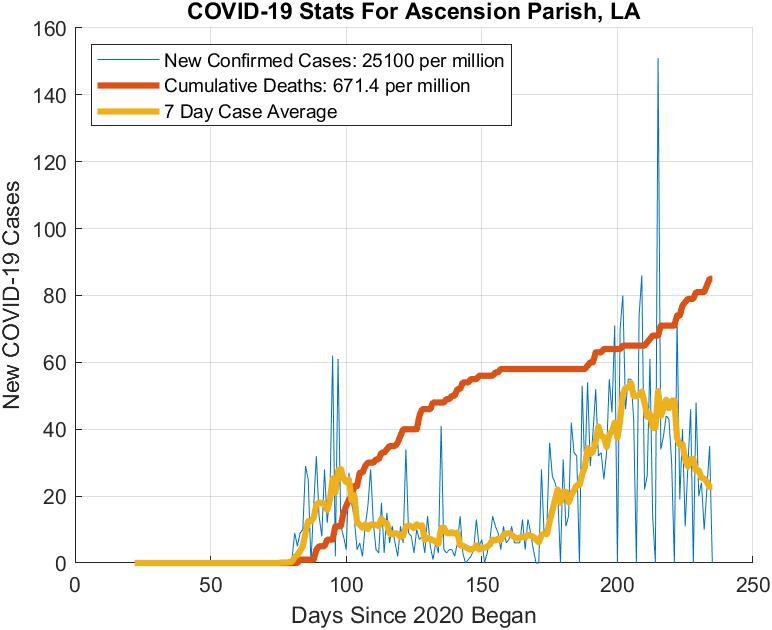 COVID-19 Stats For Ascension Parish, LA
New Confirmed Cases: 25100 per million
Cumulative Deaths: 671.4 per million
7 Day Case Average
New COVID-19 Cases
160
140
120
100
80
60
40
20
0
0 50 100 150 200 250
Days Since 2020 Began